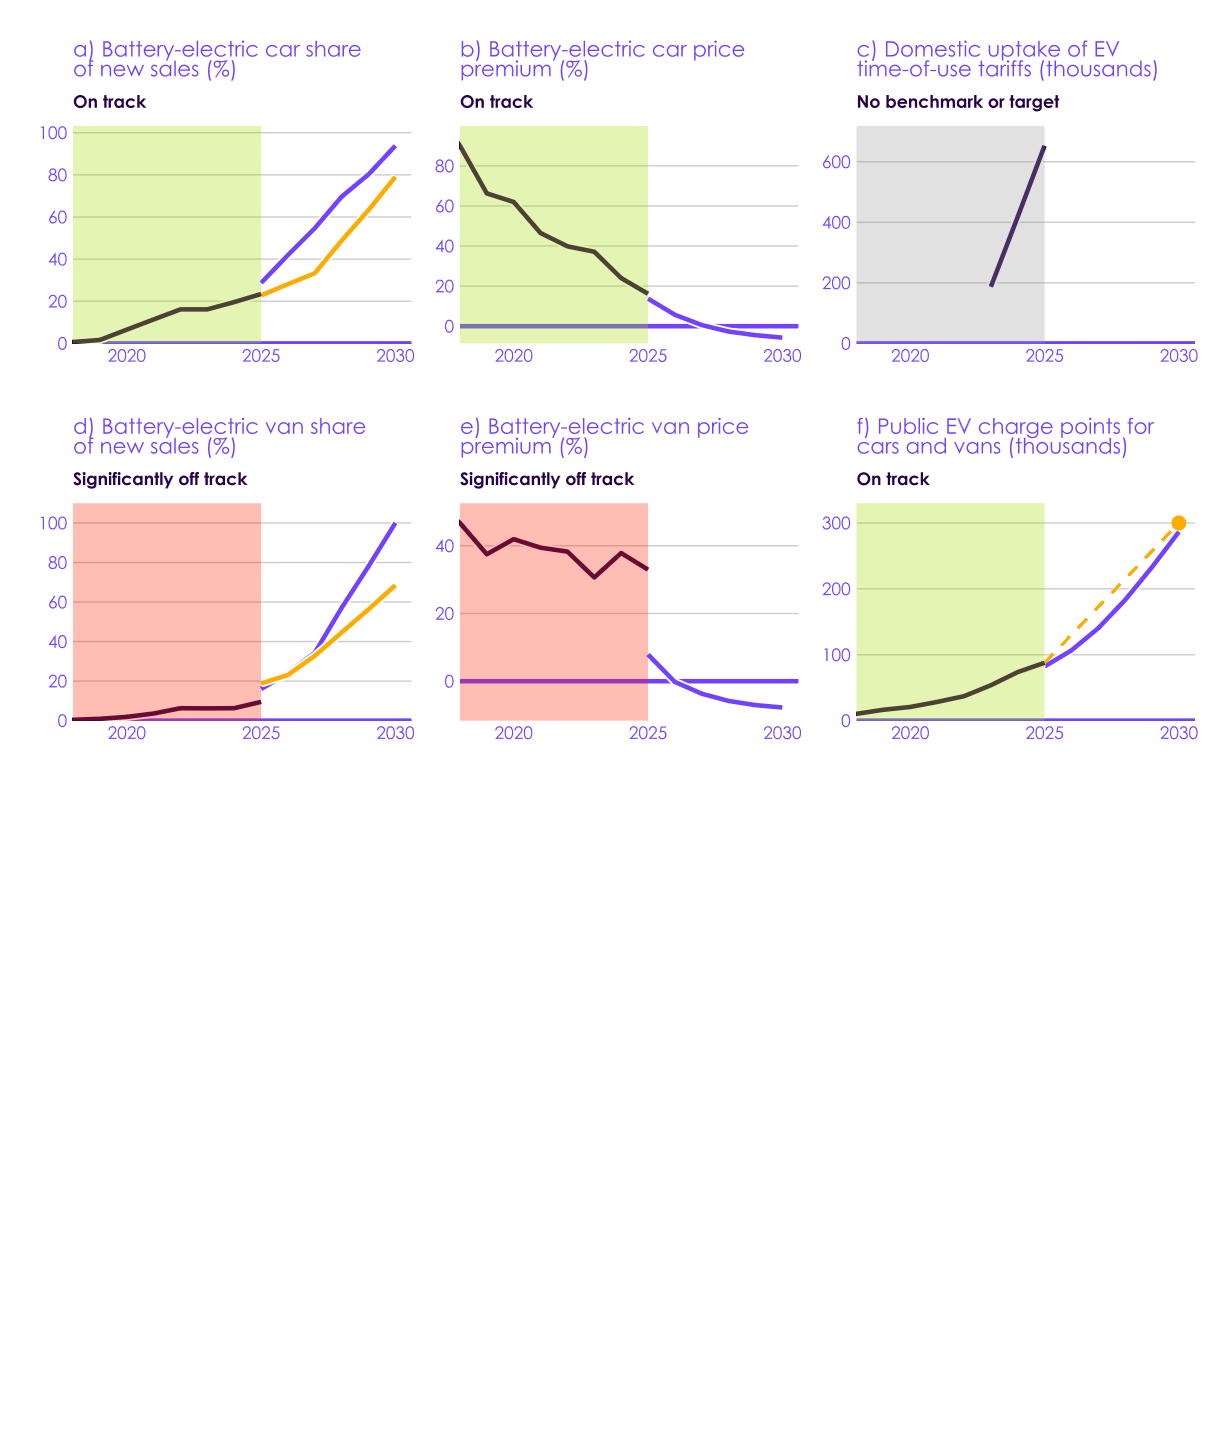 a) Battery-electric car share
of new sales (%)
On track
100
80
60
40
20
0
2020
2025
2030
b) Battery-electric car price
premium (%)
On track
80
60
40
20
0
2020
2025
2030
c) Domestic uptake of EV
time-of-use tariffs (thousands)
No benchmark or target
600
400
200
0
2020
2025
2030
d) Battery-electric van share
of new sales (%)
Significantly off track
100
80
60
40
20
0
2020
2025
2030
e) Battery-electric van price
premium (%)
Significantly off track
40
20
0
2020
2025
2030
f) Public EV charge points for
cars and vans (thousands)
On track
300
200
100
0
2020
2025
2030